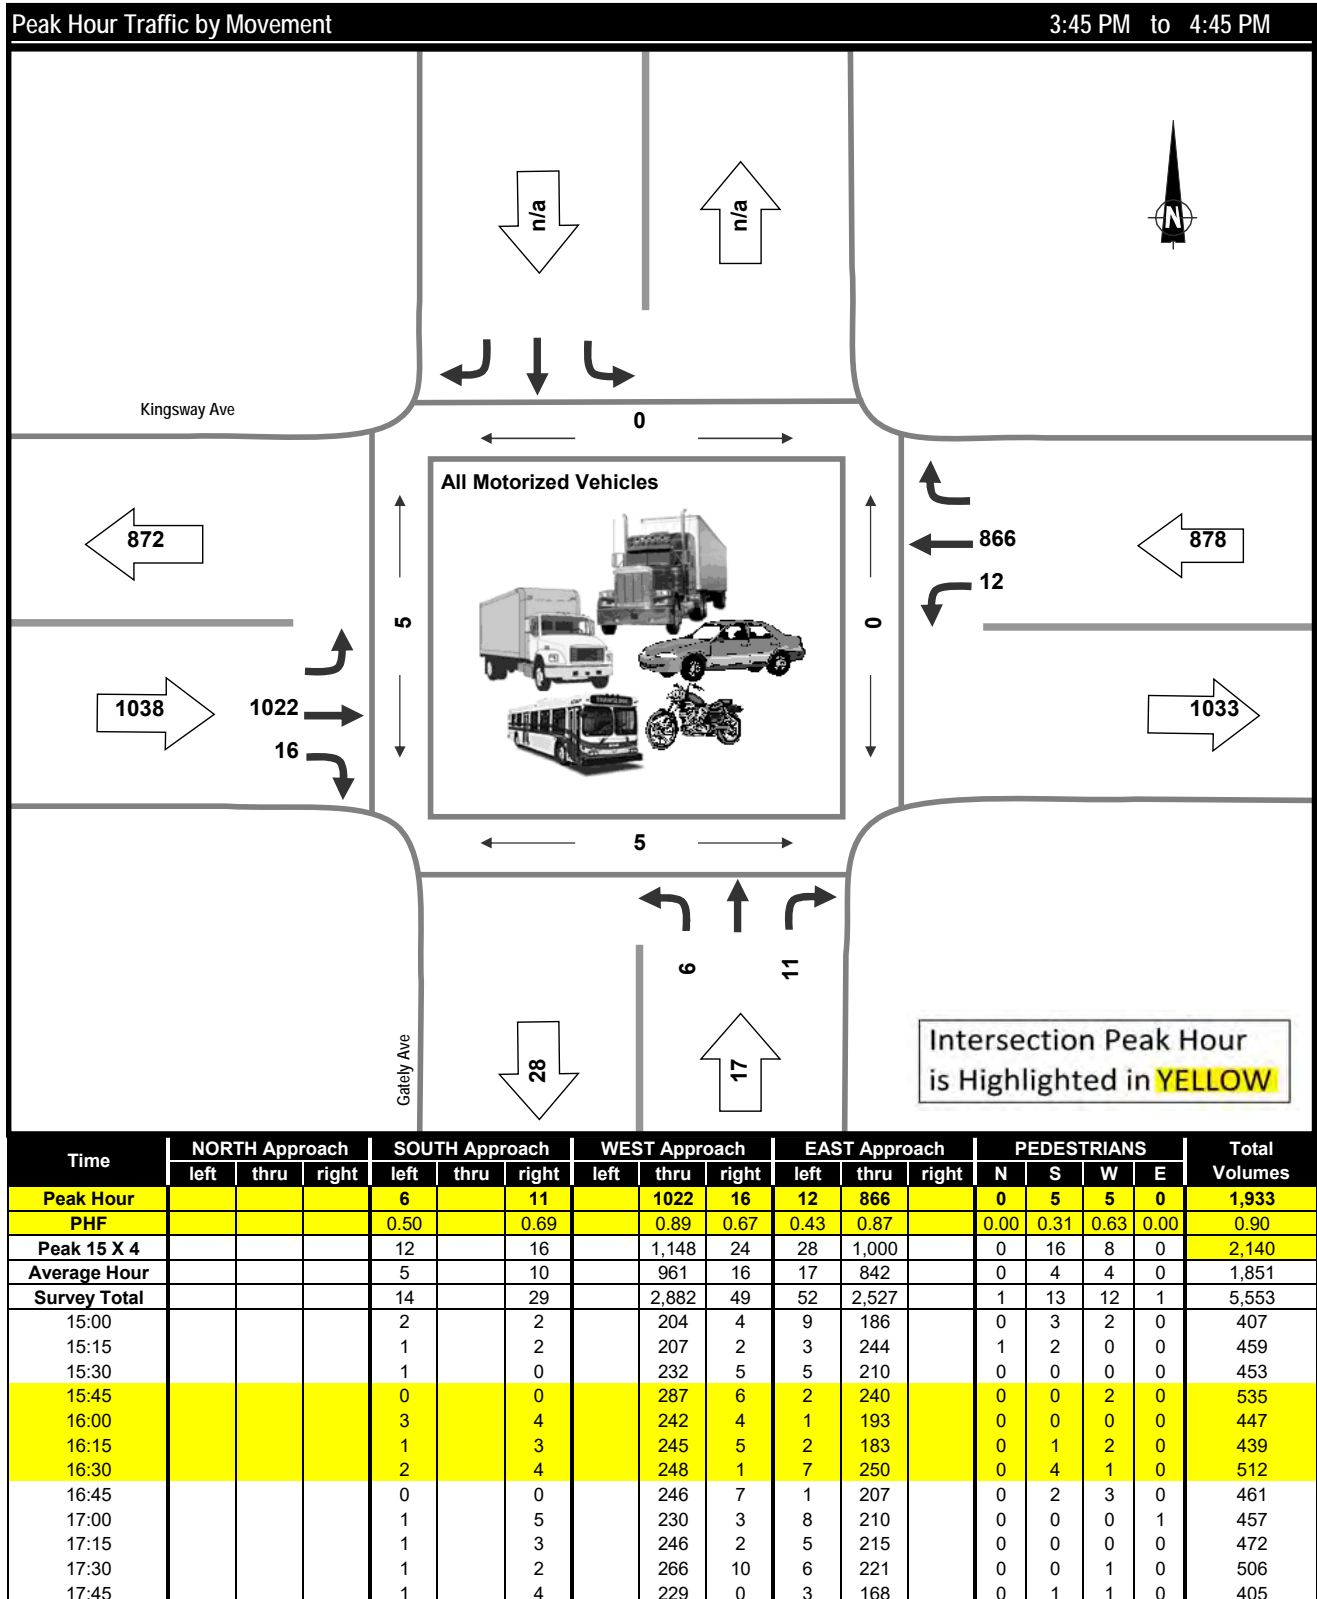 Peak Hour Traffic by Movement 3:45 PM to 4:45 PM
n/a n/a
N
Kingsway Ave
0
All Motorized Vehicles
872
866 878
12
5 0
1038 1022
16
1033
5
6 11
Gately Ave
28 17
Intersection Peak Hour
is Highlighted in YELLOW
Time NORTH Approach SOUTH Approach WEST Approach EAST Approach PEDESTRIANS Total
left thru right left thru right left thru right left thru right N S W E Volumes
Peak Hour 6 11 1022 16 12 866 0 5 5 0 1,933
PHF 0.50 0.69 0.89 0.67 0.43 0.87 0.00 0.31 0.63 0.00 0.90
Peak 15 X 4 12 16 1,148 24 28 1,000 0 16 8 0 2,140
Average Hour 5 10 961 16 17 842 0 4 4 0 1,851
Survey Total 14 29 2,882 49 52 2,527 1 13 12 1 5,553
15:00 2 2 204 4 9 186 0 3 2 0 407
15:15 1 2 207 2 3 244 1 2 0 0 459
15:30 1 0 232 5 5 210 0 0 0 0 453
15:45 0 0 287 6 2 240 0 0 2 0 535
16:00 3 4 242 4 1 193 0 0 0 0 447
16:15 1 3 245 5 2 183 0 1 2 0 439
16:30 2 4 248 1 7 250 0 4 1 0 512
16:45 0 0 246 7 1 207 0 2 3 0 461
17:00 1 5 230 3 8 210 0 0 0 1 457
17:15 1 3 246 2 5 215 0 0 0 0 472
17:30 1 2 266 10 6 221 0 0 1 0 506
17:45 1 4 229 0 3 168 0 1 1 0 405